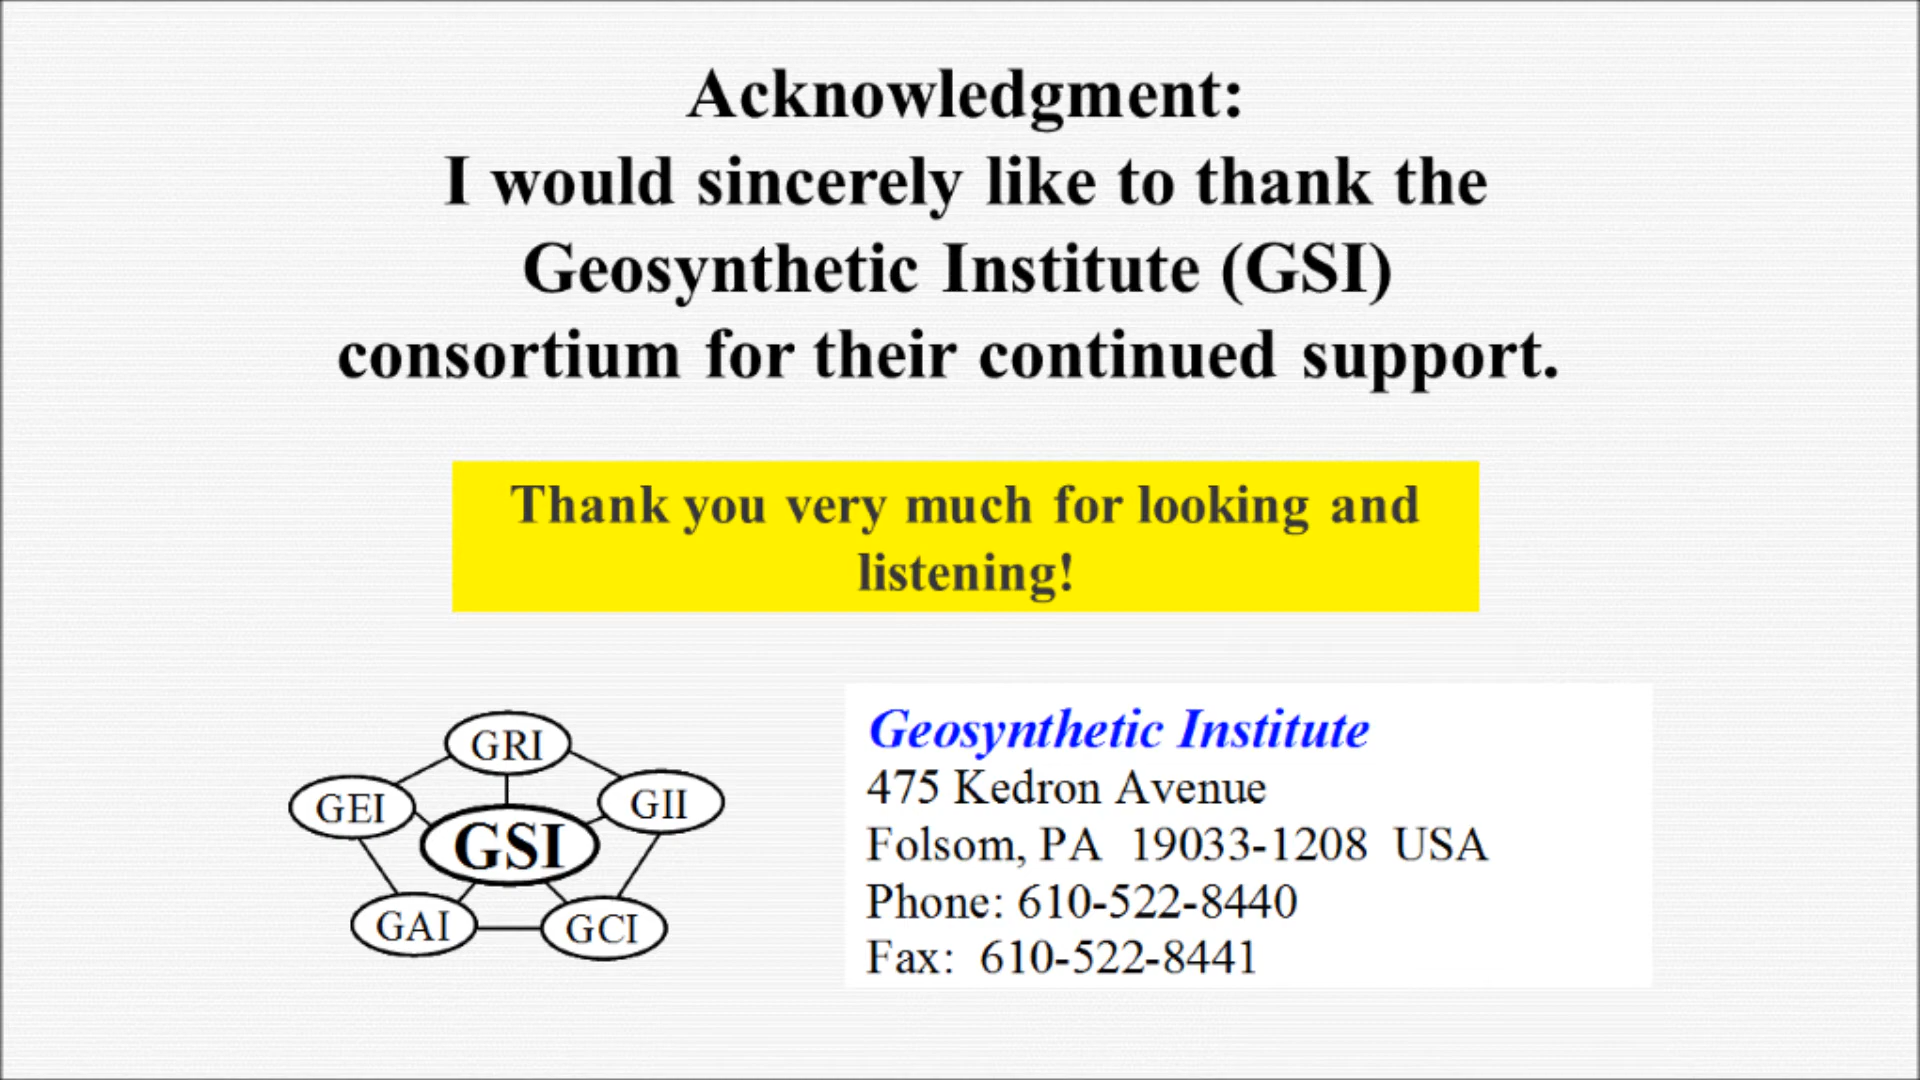 Acknowledgment:
I would sincerely like to thank the
Geosynthetic Institute (GSI)
consortium for their continued support.
Thank you very much for looking and
listening!
GRI
GEI
GII
GSI
GAI
GCI
Geosynthetic Institute
475 Kedron Avenue
Folsom, PA  19033-1208  USA
Phone: 610-522-8440
Fax:  610-522-8441